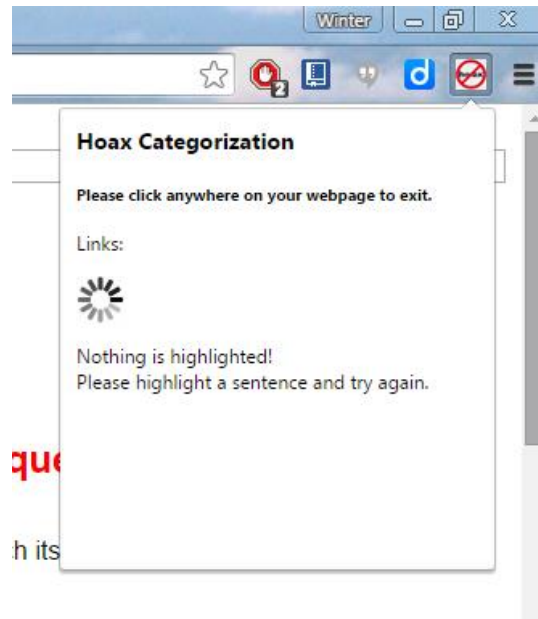 Winter
2
Hoax Categorization
Please click anywhere on your webpage to exit.
Links:
Nothing is highlighted!
Please highlight a sentence and try again.
que
h its